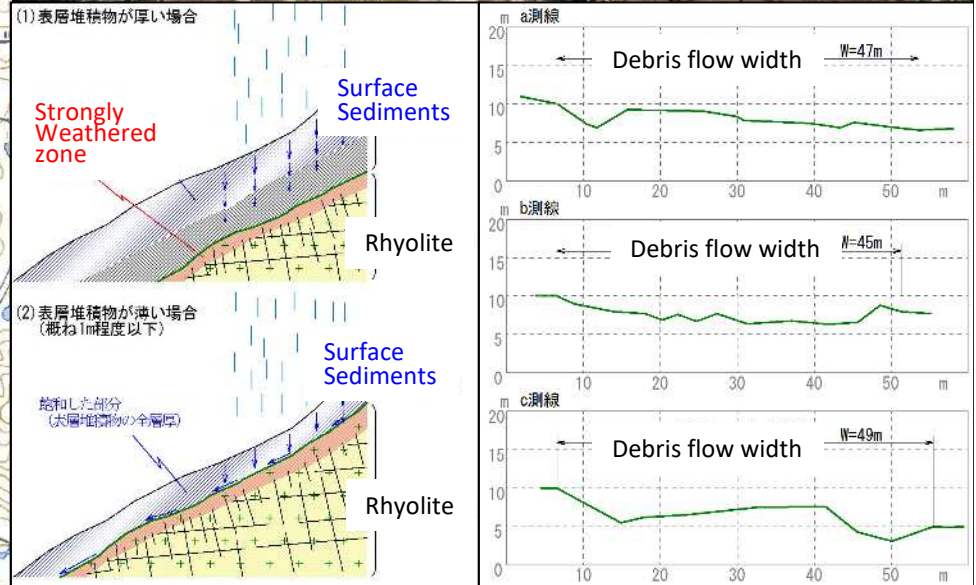 (1)表層堆積物が厚い場合
Strongly
Weathered
zone
Surface
Sediments
Rhyolite
(2)表層堆積物が薄い場合
(概ね1m程度以下)
飽和した部分
(表層堆積物の全層厚)
Surface
Sediments
Rhyolite
m
a測線
20
15
10
5
0
Debris flow width
W=47m
10
20
30
40
50
m
b測線
20
15
10
5
0
Debris flow width
W=45m
10
20
30
40
50
m
c測線
20
15
10
5
0
Debris flow width
W=49m
10
20
30
40
50
m